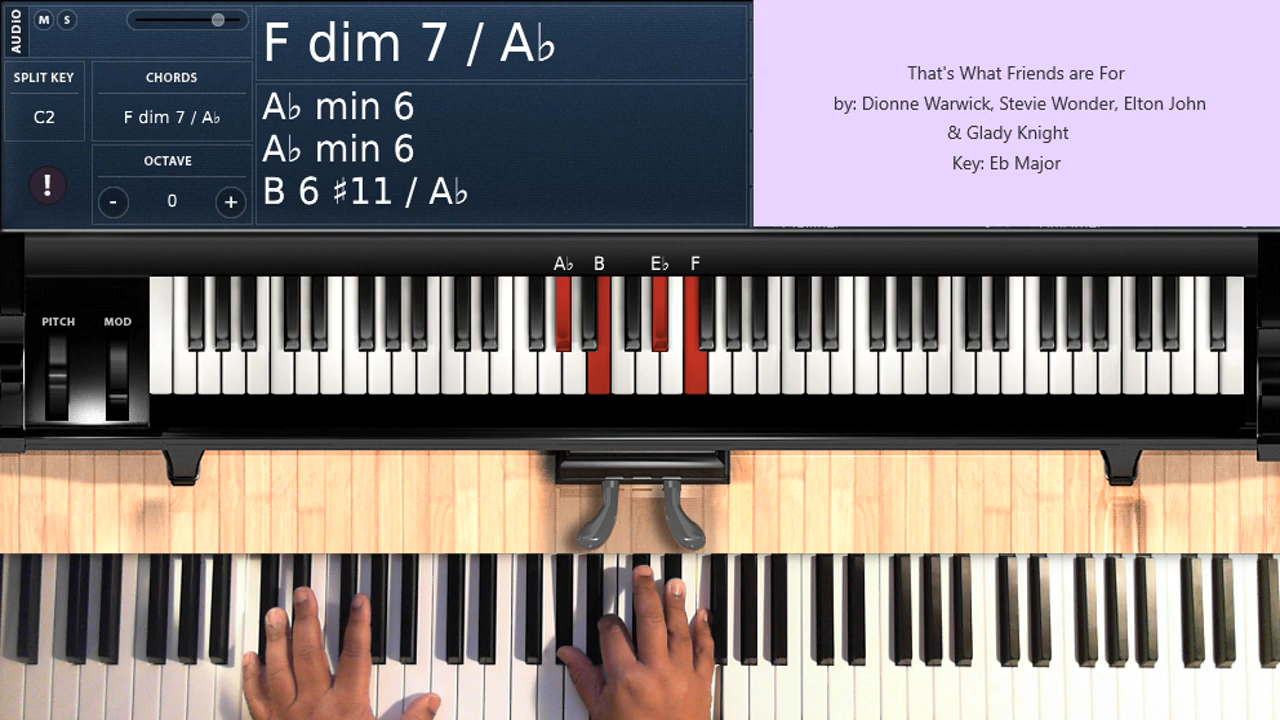 AUDIO
M S
SPLIT KEY
C2
!
CHORDS
F dim 7 / A♭
OCTAVE
- 0 +
F dim 7 / A♭
A♭ min 6
A♭ min 6
B 6 ♯11 / A♭
That's What Friends are For
by: Dionne Warwick, Stevie Wonder, Elton John
& Glady Knight
Key: Eb Major
A♭ B E♭ F
PITCH MOD